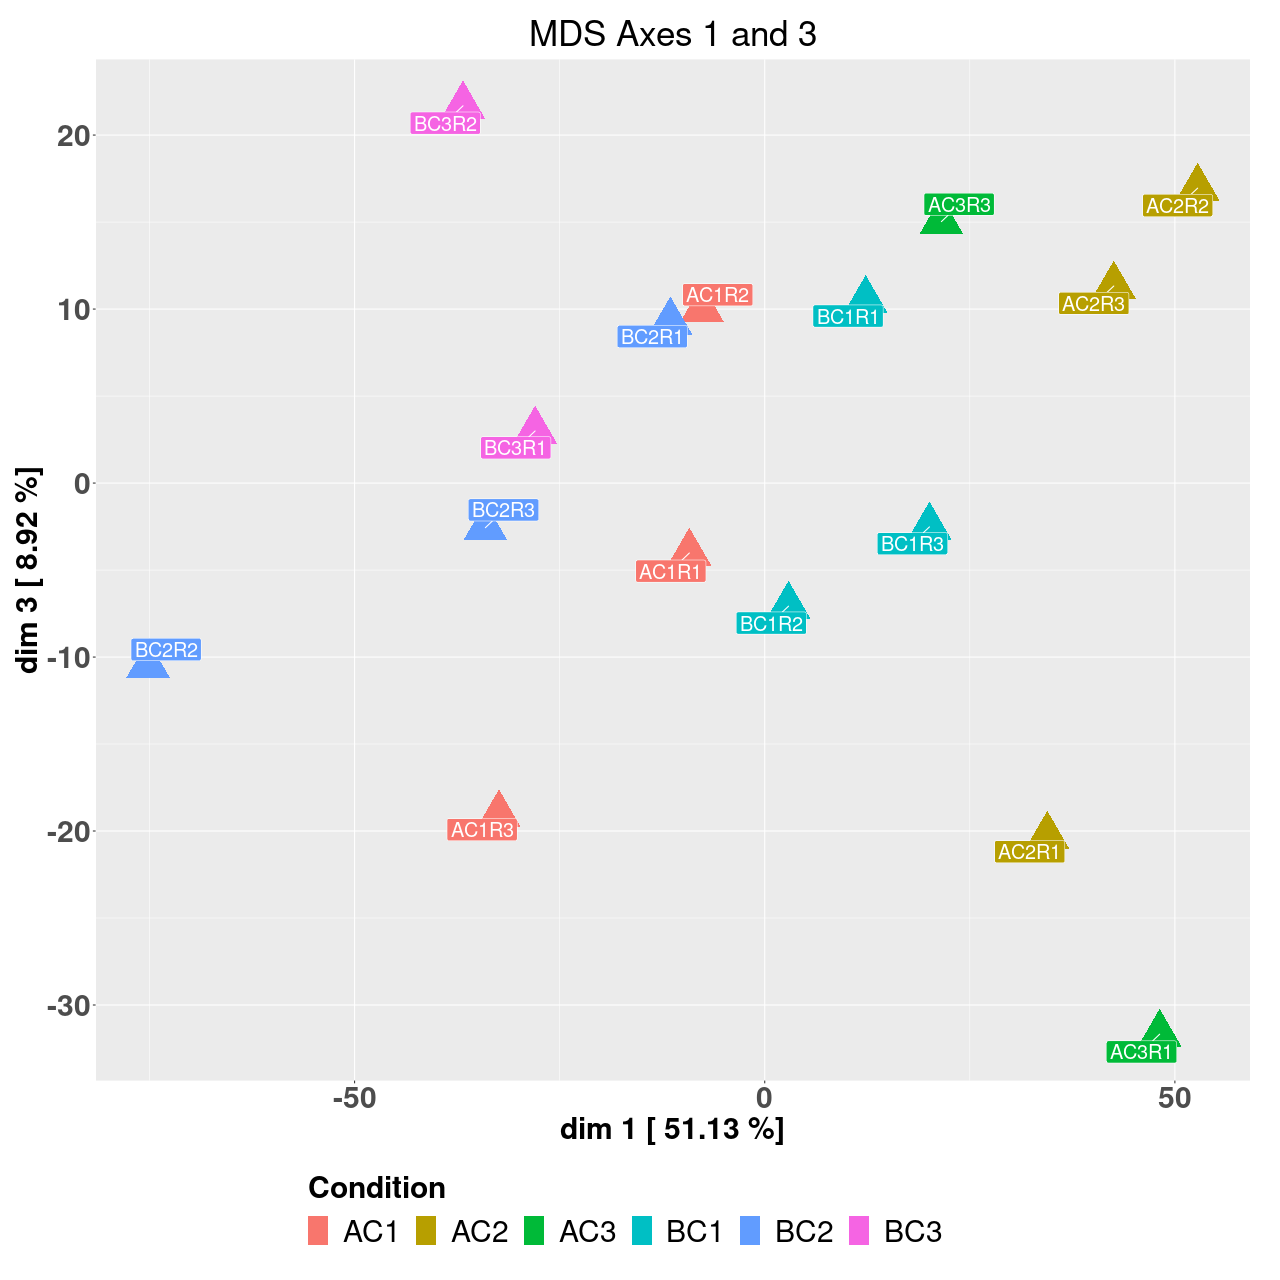 MDS Axes 1 and 3
BC3R2
20
AC3R3
AC2R2
AC1R2
AC2R3
10
BC1R1
BC2R1
BC3R1
0
BC2R3
BC1R3
AC1R1
BC1R2
BC2R2
-10
AC1R3
-20
AC2R1
-30
AC3R1
dim 3 [ 8.92 %]
-50 0 50
dim 1 [ 51.13 %]
Condition
AC1 AC2 AC3 BC1 BC2 BC3